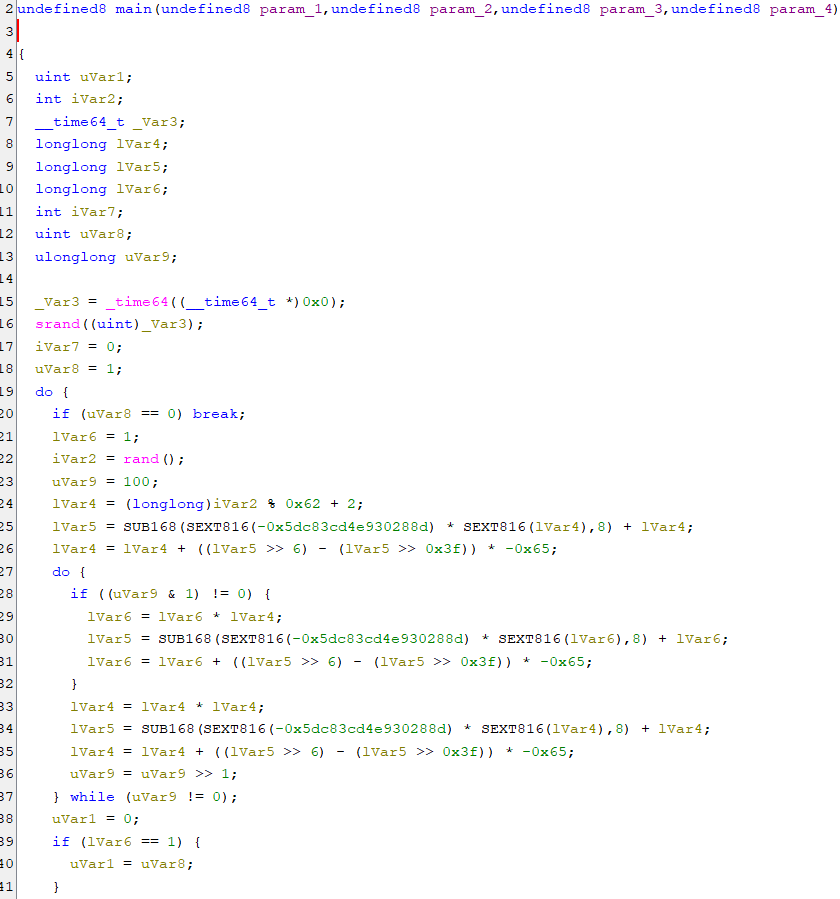 2 undefined8 main(undefined8 param_1,undefined8 param_2,undefined8 param_3,undefined8 param_4)
3
4 {
5   uint uVar1;
6   int iVar2;
7   __time64_t _Var3;
8   longlong lVar4;
9   longlong lVar5;
10   longlong lVar6;
11   int iVar7;
12   uint uVar8;
13   ulonglong uVar9;
14
15   _Var3 = _time64((__time64_t *)0x0);
16   srand((uint)_Var3);
17   iVar7 = 0;
18   uVar8 = 1;
19   do {
20     if (uVar8 == 0) break;
21     lVar6 = 1;
22     iVar2 = rand();
23     uVar9 = 100;
24     lVar4 = (longlong)iVar2 % 0x62 + 2;
25     lVar5 = SUB168(SEXT816(-0x5dc83cd4e930288d) * SEXT816(lVar4),8) + lVar4;
26     lVar4 = lVar4 + ((lVar5 >> 6) - (lVar5 >> 0x3f)) * -0x65;
27     do {
28       if ((uVar9 & 1) != 0) {
29         lVar6 = lVar6 * lVar4;
30         lVar5 = SUB168(SEXT816(-0x5dc83cd4e930288d) * SEXT816(lVar6),8) + lVar6;
31         lVar6 = lVar6 + ((lVar5 >> 6) - (lVar5 >> 0x3f)) * -0x65;
32       }
33       lVar4 = lVar4 * lVar4;
34       lVar5 = SUB168(SEXT816(-0x5dc83cd4e930288d) * SEXT816(lVar4),8) + lVar4;
35       lVar4 = lVar4 + ((lVar5 >> 6) - (lVar5 >> 0x3f)) * -0x65;
36       uVar9 = uVar9 >> 1;
37     } while (uVar9 != 0);
38     uVar1 = 0;
39     if (lVar6 == 1) {
40       uVar1 = uVar8;
41     }